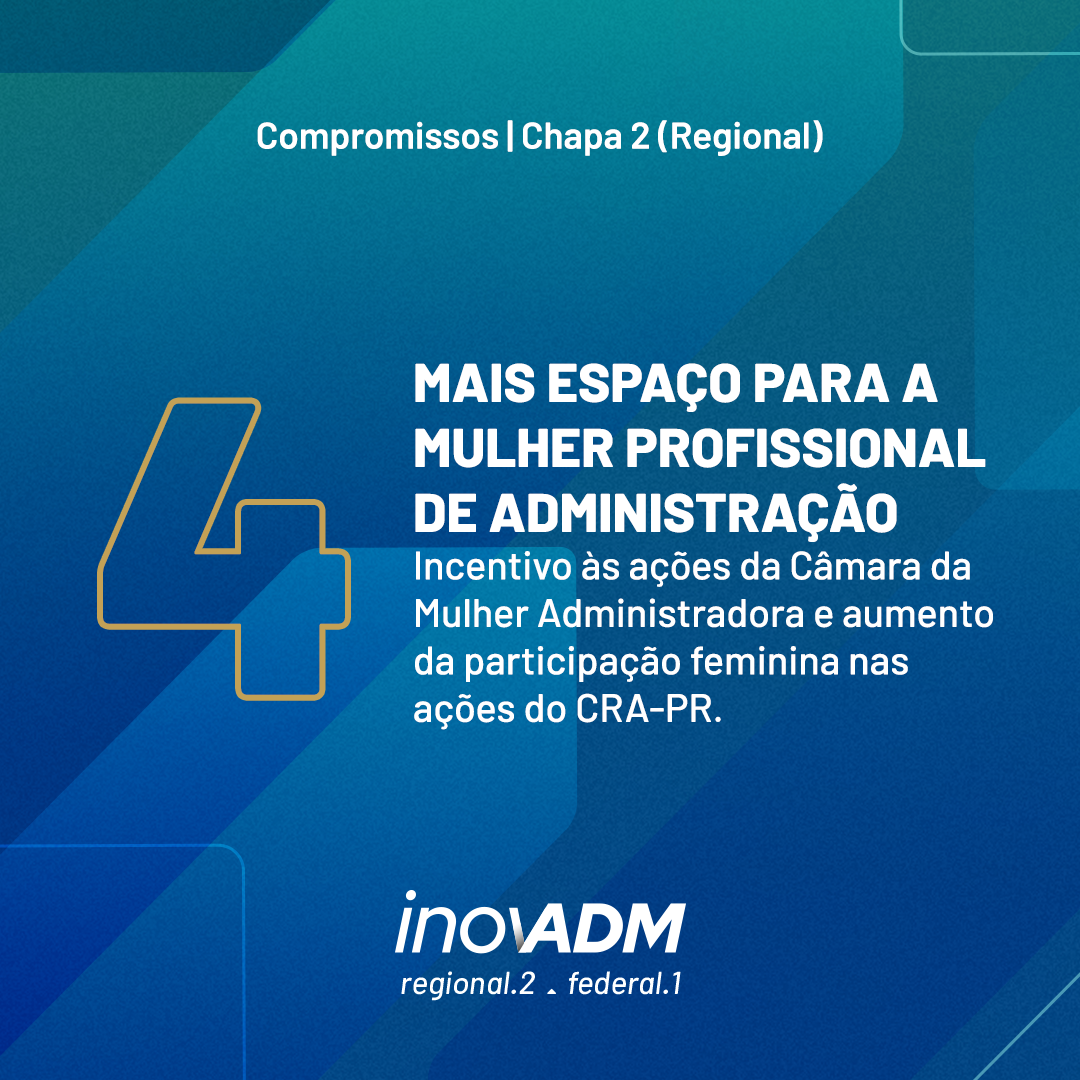 Compromissos | Chapa 2 (Regional)
4
MAIS ESPAÇO PARA A
MULHER PROFISSIONAL
DE ADMINISTRAÇÃO
Incentivo às ações da Câmara da
Mulher Administradora e aumento
da participação feminina nas
ações do CRA-PR.
inovADM
regional.2 federal.1